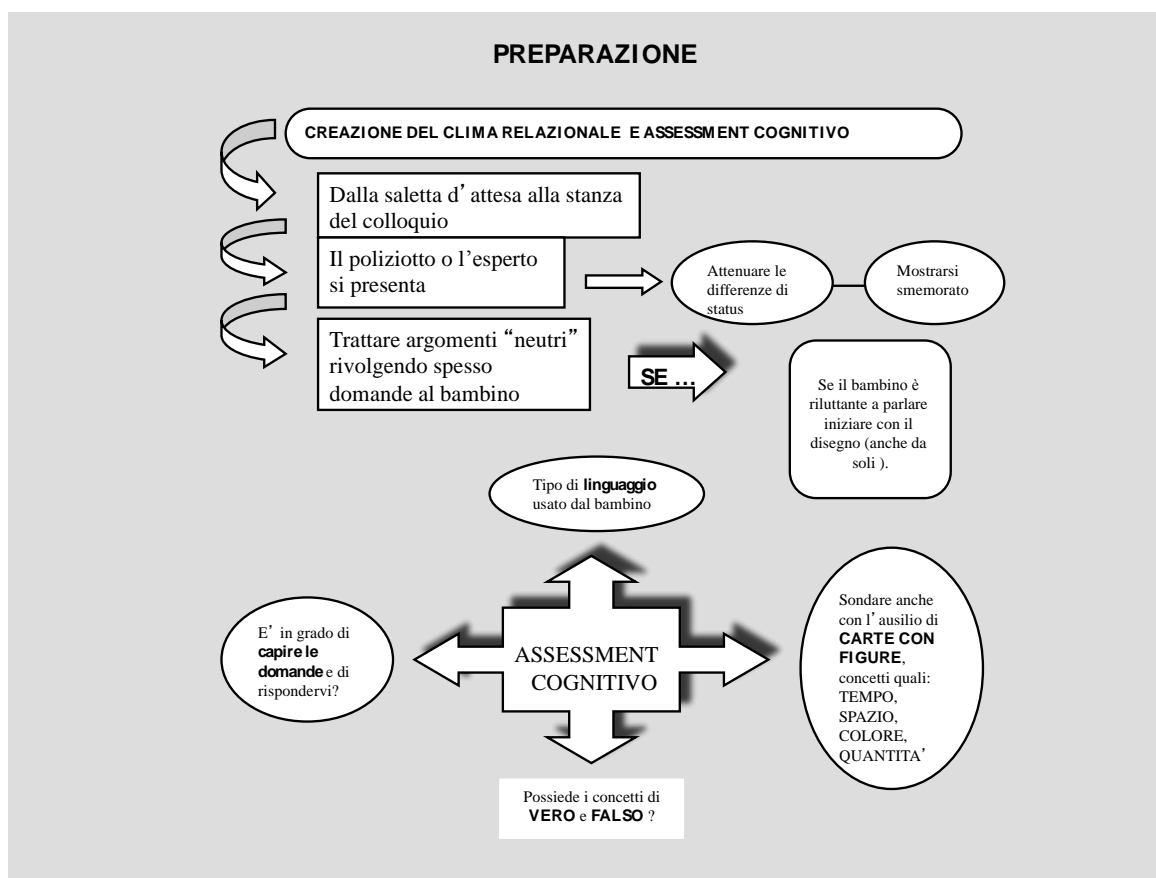 PREPARAZIONE
CREAZIONE DEL CLIMA RELAZIONALE E ASSESSMENT COGNITIVO
Dalla saletta d’attesa alla stanza
del colloquio
Il poliziotto o l’esperto
si presenta
Attenuare le
differenze di
status
Mostrarsi
smemorato
Trattare argomenti “neutri”
rivolgendo spesso
domande al bambino
SE ...
Se il bambino è
riluttante a parlare
iniziare con il
disegno (anche da
soli ).
Tipo di linguaggio
usato dal bambino
E’ in grado di
capire le
domande e di
rispondervi?
ASSESSMENT
COGNITIVO
Sondare anche
con l’ausilio di
CARTE CON
FIGURE,
concetti quali:
TEMPO,
SPAZIO,
COLORE,
QUANTITA’
Possiede i concetti di
VERO e FALSO ?